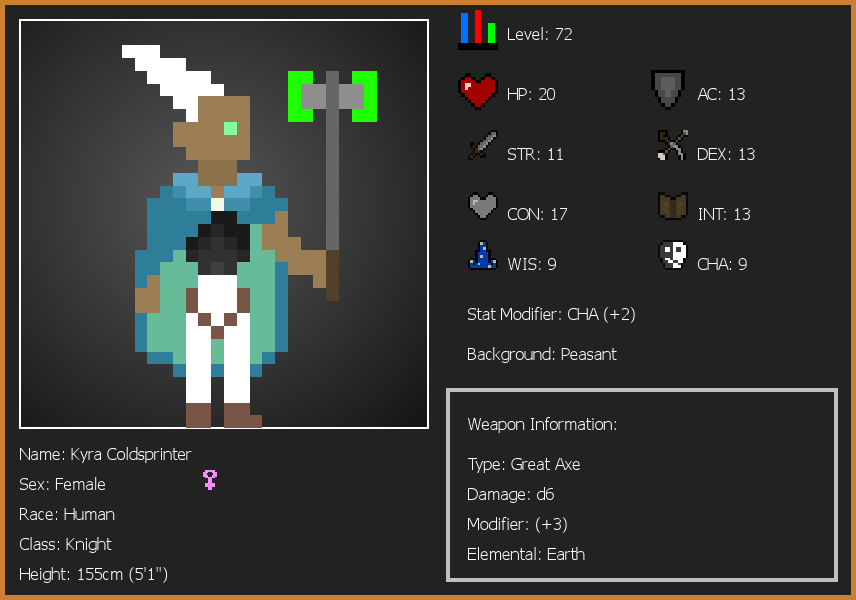 Level: 72
HP: 20
AC: 13
STR: 11
DEX: 13
CON: 17
INT: 13
WIS: 9
CHA: 9
Stat Modifier: CHA (+2)
Background: Peasant
Weapon Information:
Type: Great Axe
Damage: d6
Modifier: (+3)
Elemental: Earth
Name: Kyra Coldsprinter
Sex: Female
Race: Human
Class: Knight
Height: 155cm (5'1")